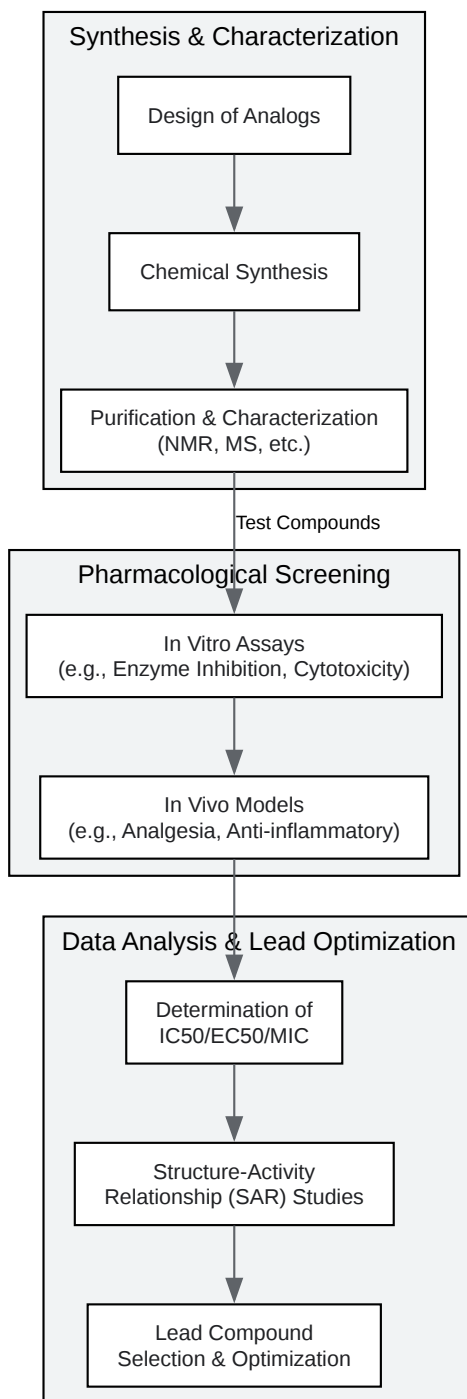 Synthesis & Characterization
Design of Analogs
Chemical Synthesis
Purification & Characterization
(NMR, MS, etc.)
Test Compounds
Pharmacological Screening
In Vitro Assays
(e.g., Enzyme Inhibition, Cytotoxicity)
In Vivo Models
(e.g., Analgesia, Anti-inflammatory)
Data Analysis & Lead Optimization
Determination of
IC50/EC50/MIC
Structure-Activity
Relationship (SAR) Studies
Lead Compound
Selection & Optimization